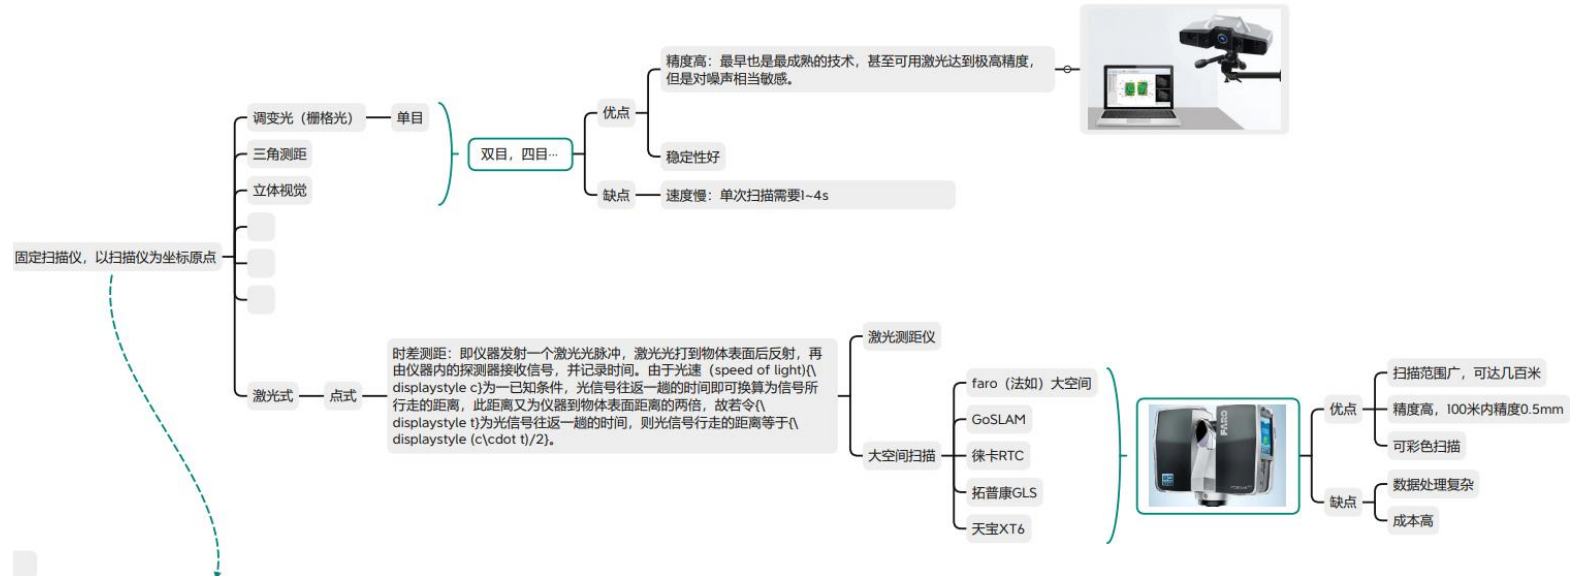 固定扫描仪，以扫描仪为坐标原点
调变光（栅格光）
单目
三角测距
立体视觉
双目，四目…
优点
精度高：最早也是最成熟的技术，甚至可用激光达到极高精度，
但是对噪声相当敏感。
稳定性好
缺点
速度慢：单次扫描需要1~4s
激光式
点式
时差测距：即仪器发射一个激光光脉冲，激光光打到物体表面后反射，再
由仪器内的探测器接收信号，并记录时间。由于光速（speed of light){\
displaystyle c}为一已知条件，光信号往返一趟的时间即可换算为信号所
行走的距离，此距离又为仪器到物体表面距离的两倍，故若令{\
displaystyle t}为光信号往返一趟的时间，则光信号行走的距离等于{\
displaystyle (c\cdot t)/2}。
激光测距仪
大空间扫描
faro（法如）大空间
GoSLAM
徕卡RTC
拓普康GLS
天宝XT6
FARO
优点
扫描范围广，可达几百米
精度高，100米内精度0.5mm
可彩色扫描
缺点
数据处理复杂
成本高